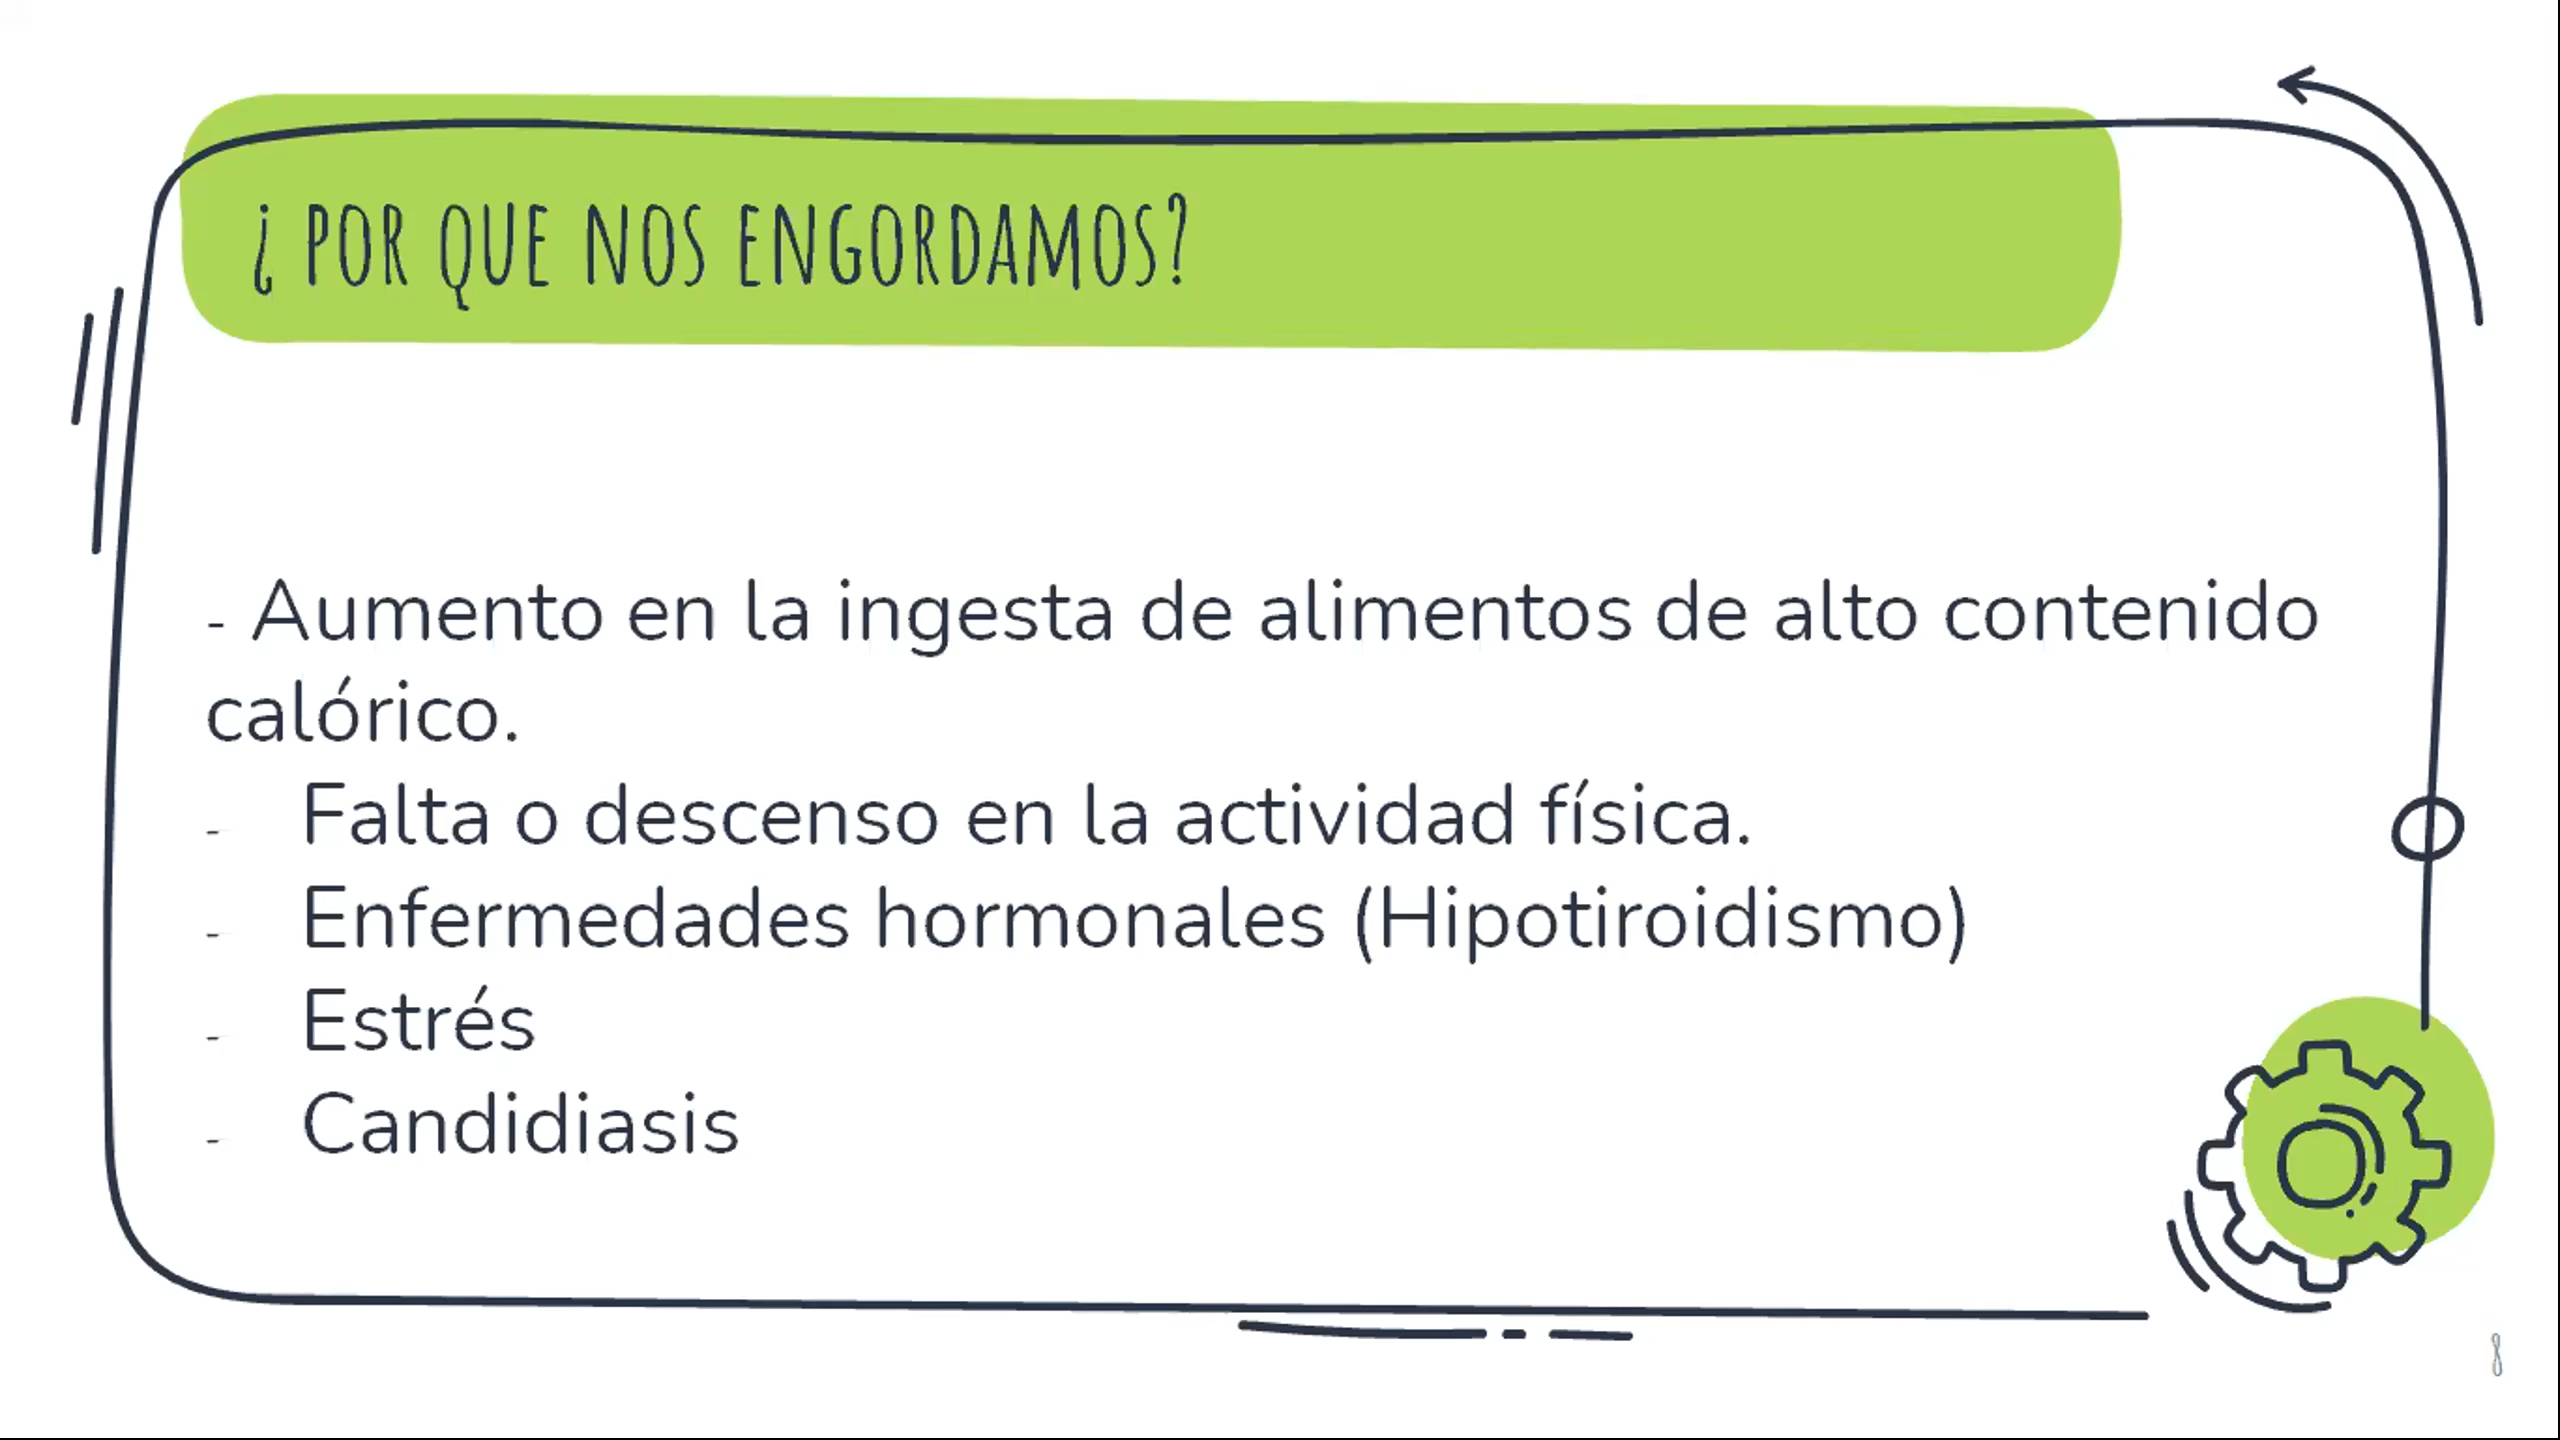 ¿ POR QUE NOS ENGORDAMOS?
- Aumento en la ingesta de alimentos de alto contenido
calórico.
- Falta o descenso en la actividad física.
- Enfermedades hormonales (Hipotiroidismo)
- Estrés
- Candidiasis
8